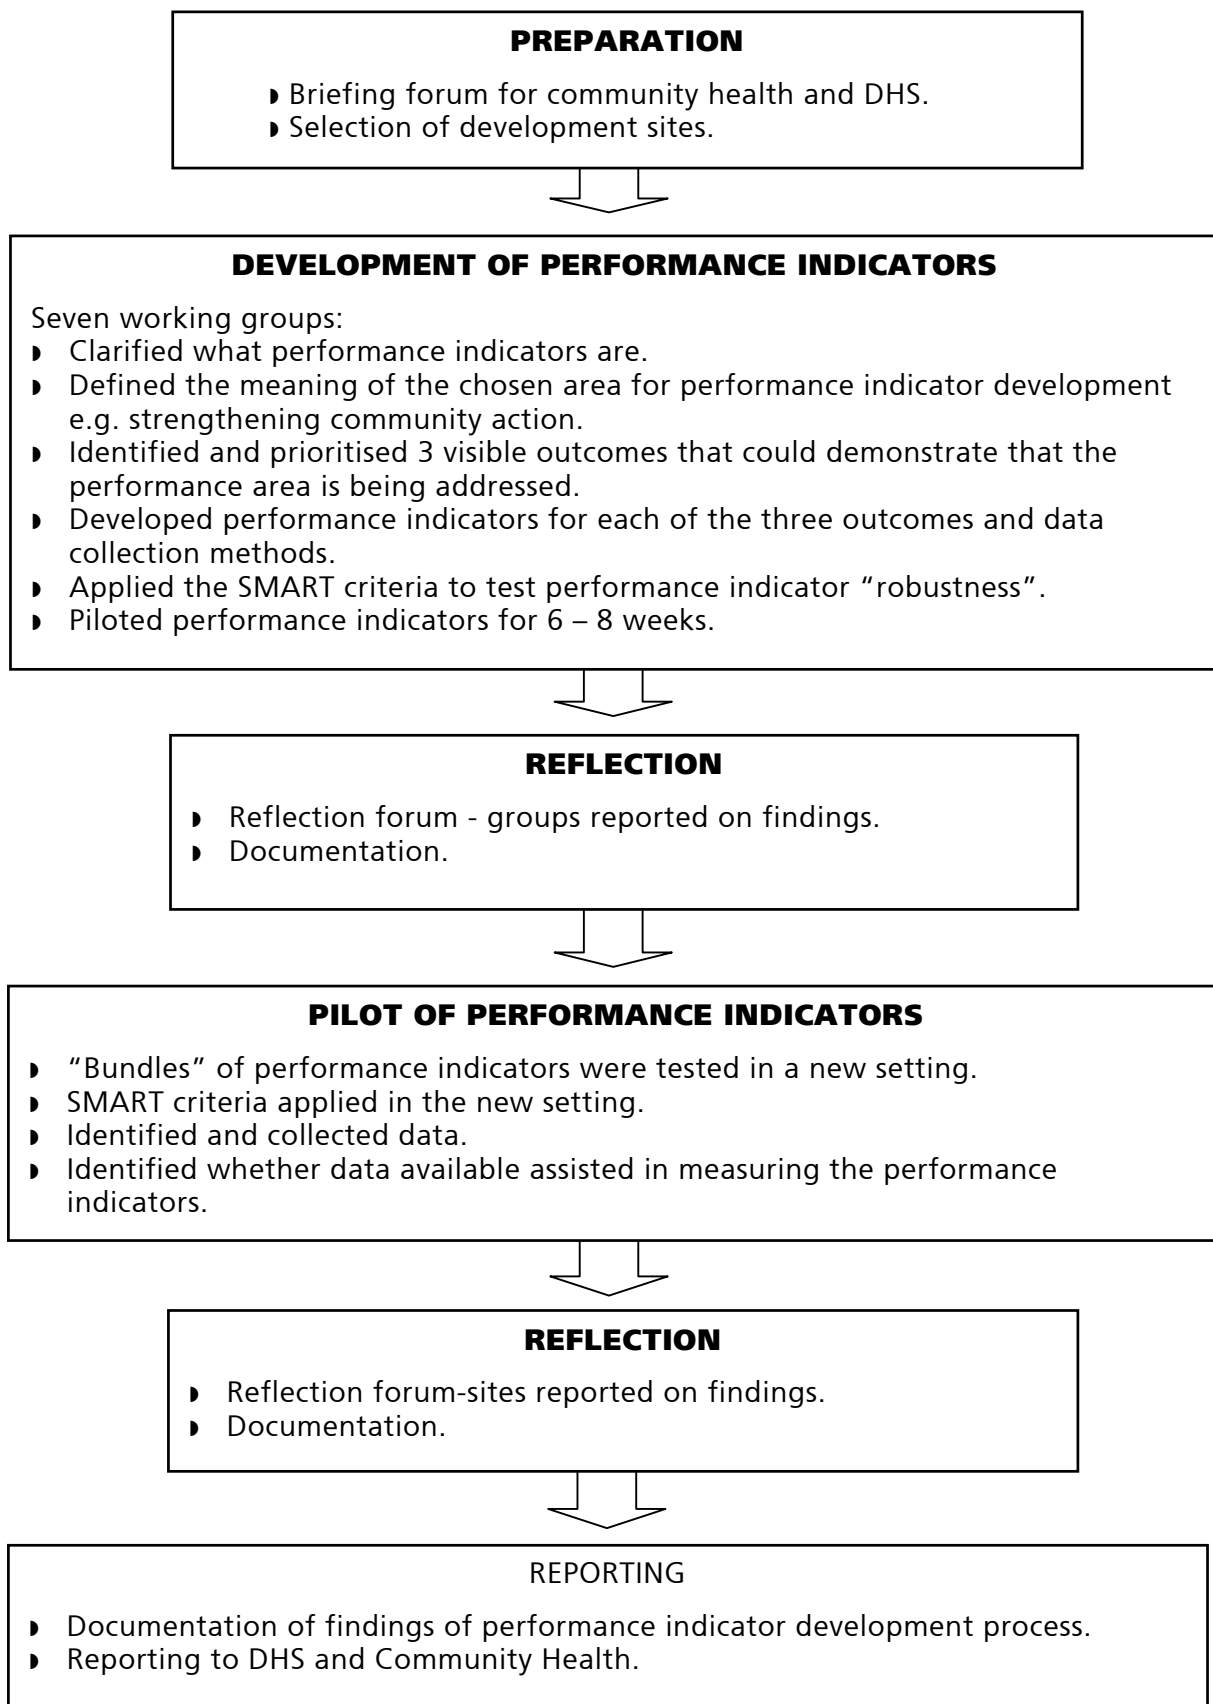 PREPARATION
◗ Briefing forum for community health and DHS.
◗ Selection of development sites.
DEVELOPMENT OF PERFORMANCE INDICATORS
Seven working groups:
◗ Clarified what performance indicators are.
◗ Defined the meaning of the chosen area for performance indicator development
e.g. strengthening community action.
◗ Identified and prioritised 3 visible outcomes that could demonstrate that the
performance area is being addressed.
◗ Developed performance indicators for each of the three outcomes and data
collection methods.
◗ Applied the SMART criteria to test performance indicator “robustness”.
◗ Piloted performance indicators for 6 – 8 weeks.
REFLECTION
◗ Reflection forum - groups reported on findings.
◗ Documentation.
PILOT OF PERFORMANCE INDICATORS
◗ “Bundles” of performance indicators were tested in a new setting.
◗ SMART criteria applied in the new setting.
◗ Identified and collected data.
◗ Identified whether data available assisted in measuring the performance
indicators.
REFLECTION
◗ Reflection forum-sites reported on findings.
◗ Documentation.
REPORTING
◗ Documentation of findings of performance indicator development process.
◗ Reporting to DHS and Community Health.